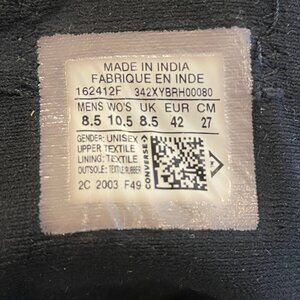 MADE IN INDIA
FABRIQUE EN INDE
162412F 342XYBRH00080
MENS WO'S UK EUR CM
8.5 10.5 8.5 42 27
GENDER: UNISEX
UPPER TEXTILE
LINING: TEXTILE
OUTSOLE: TEXTILE/RUBBER
CONVERSE
2C 2003 F49